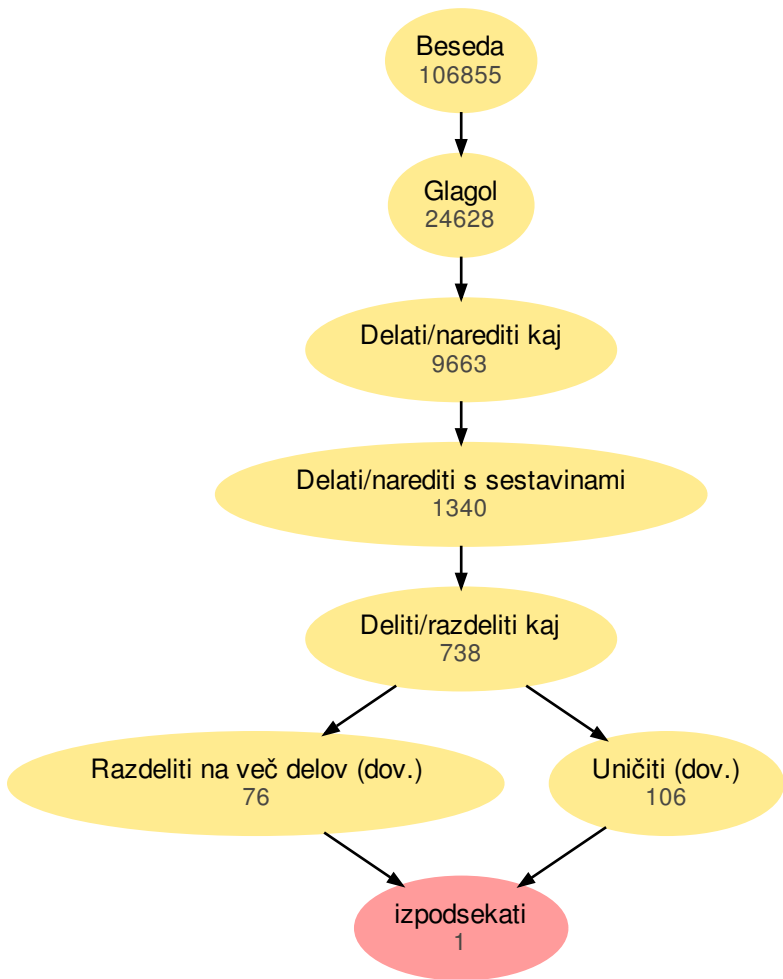 Beseda
106855
Glagol
24628
Delati/narediti kaj
9663
Delati/narediti s sestavinami
1340
Deliti/razdeliti kaj
738
Razdeliti na več delov (dov.)
76
Uničiti (dov.)
106
izpodsekati
1